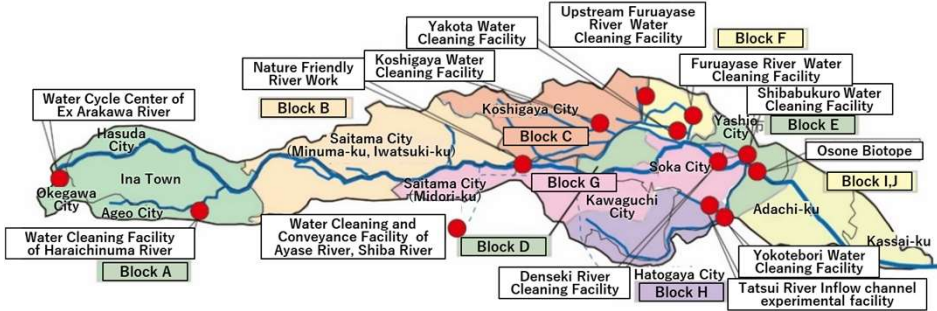 Upstream Furuayase
River Water
Cleaning Facility
Yakota Water
Cleaning Facility
Block F
Nature Friendly
River Work
Koshigaya Water
Cleaning Facility
Furuayase River Water
Cleaning Facility
Water Cycle Center of
Ex Arakawa River
Block B
Shibabukuro Water
Cleaning Facility
Koshigaya City
Yashio
City
市
Block E
Hasuda
City
Saitama City
(Minuma-ku, Iwatsuki-ku)
Block C
Osone Biotope
Ina Town
Soka City
Okegawa
City
Saitama City
(Midori-ku)
Block G
Block I,J
Ageo City
Kawaguchi
City
Adachi-ku
Water Cleaning Facility
of Haraichinuma River
Water Cleaning and
Conveyance Facility of
Ayase River, Shiba River
Block D
Kassai-ku
Block A
Denseki River
Cleaning Facility
Hatogaya City
Block H
Yokotebori Water
Cleaning Facility
Tatsui River Inflow channel
experimental facility